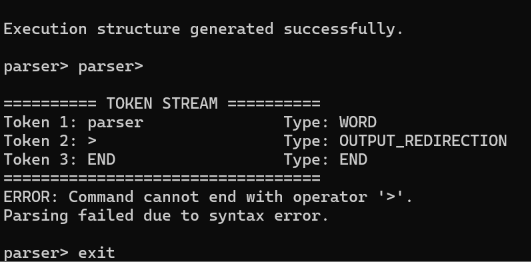 Execution structure generated successfully.
parser> parser>
========== TOKEN STREAM ==========
Token 1: parser Type: WORD
Token 2: > Type: OUTPUT_REDIRECTION
Token 3: END Type: END
==================================
ERROR: Command cannot end with operator '>'.
Parsing failed due to syntax error.
parser> exit